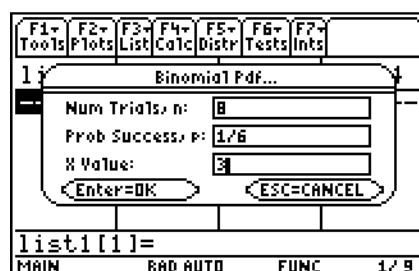 F1 F2 F3 F4 F5 F6 F7
Tools Plots List Calc Distr Tests Ints
Binomial Pdf...
Num Trials, n: 8
Prob Success, p: 1/6
X Value: 3
Enter=OK ESC=CANCEL
list1[1]=
MAIN RAD AUTO FUNC 1/9